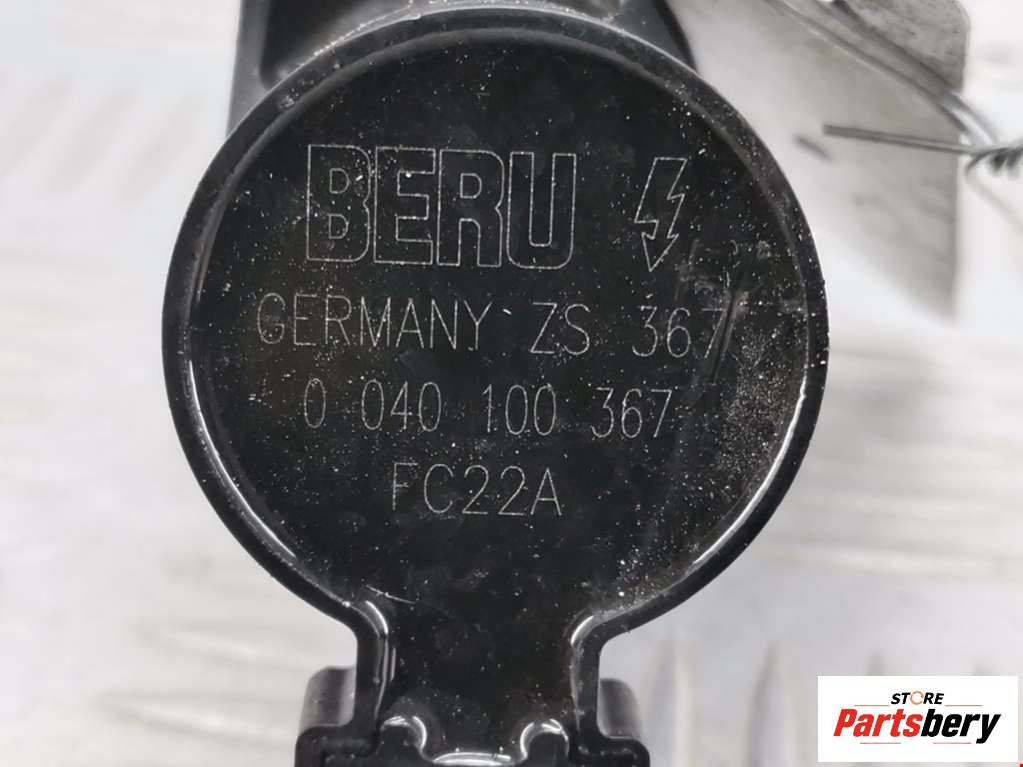 BERU
GERMANY ZS 367
0 040 100 367
FC22A
STORE
Partsbery